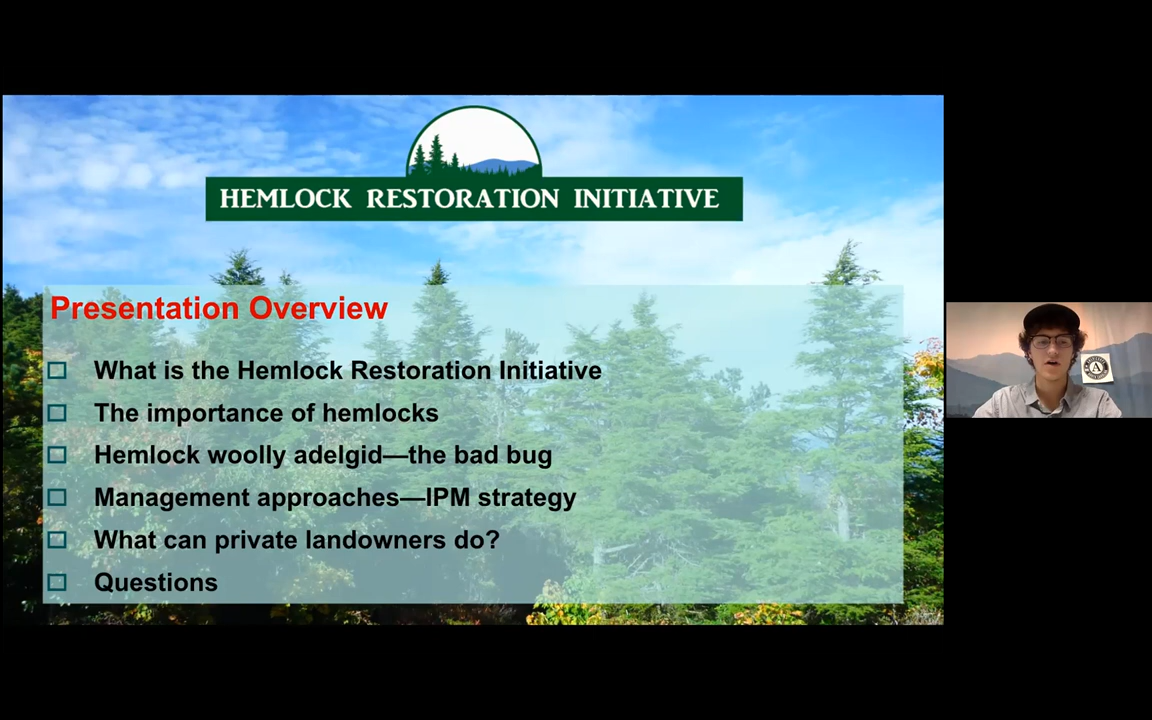 HEMLOCK RESTORATION INITIATIVE
Presentation Overview
What is the Hemlock Restoration Initiative
The importance of hemlocks
Hemlock woolly adelgid—the bad bug
Management approaches—IPM strategy
What can private landowners do?
Questions
A